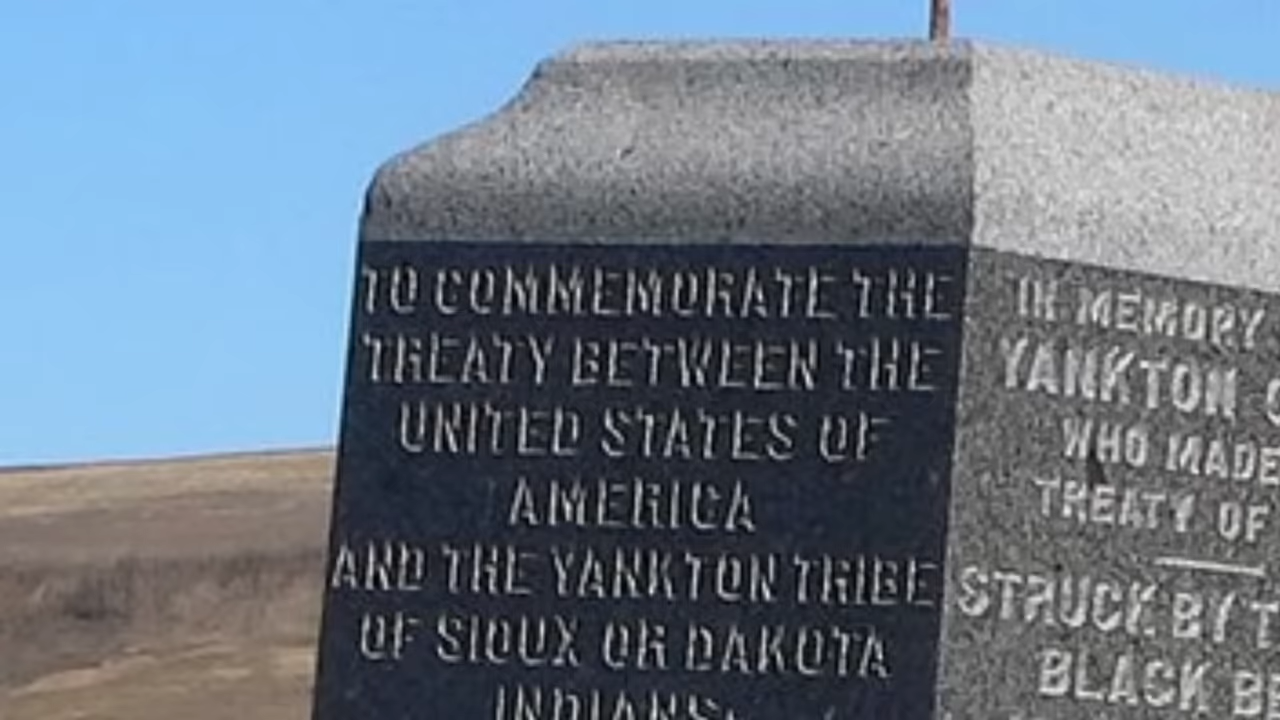 TO COMMEMORATE THE
TREATY BETWEEN THE
UNITED STATES OF
AMERICA
AND THE YANKTON TRIBE
OF SIOUX OR DAKOTA
INDIANS.
IN MEMORY
YANKTON
WHO MADE
TREATY OF
STRUCK BY
BLACK